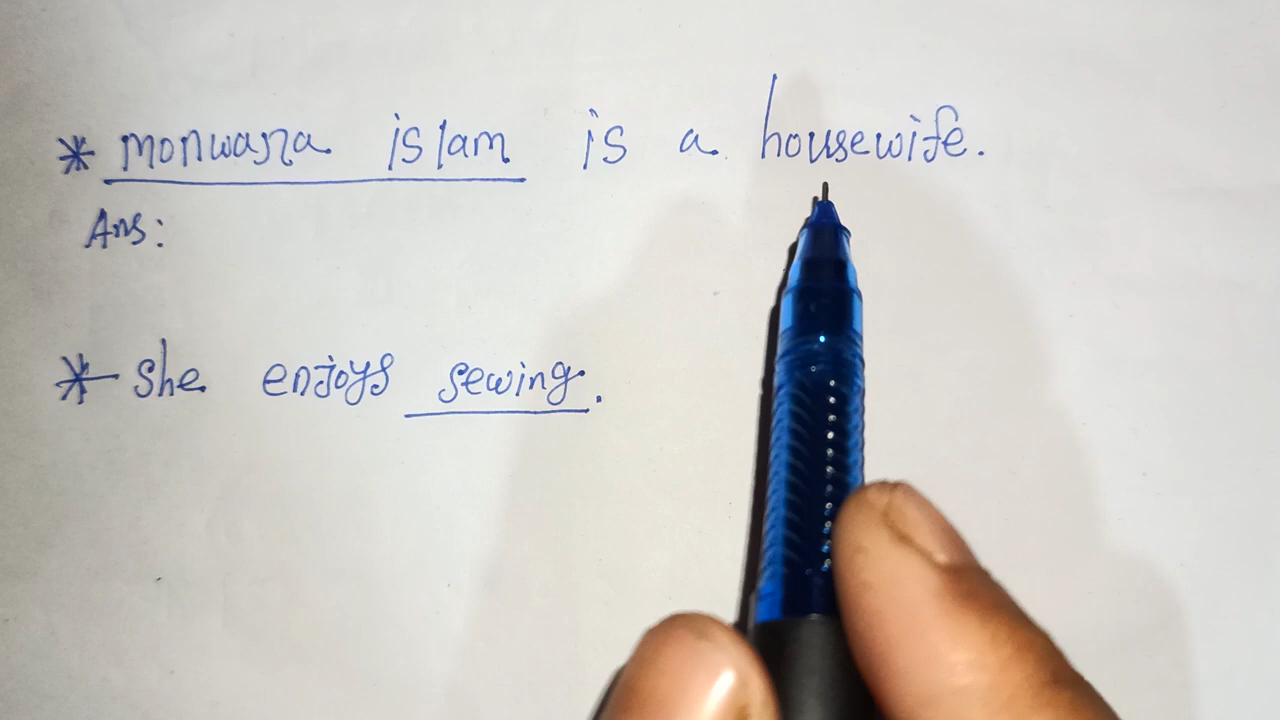 * monwara islam is a housewife.
Ans:
* she enjoys sewing.